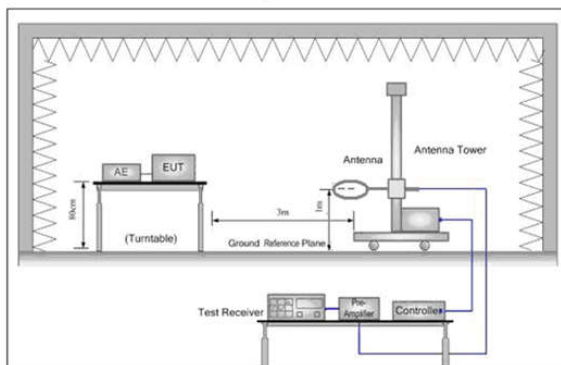 Antenna
Antenna Tower
AE
EUT
80cm
(Turntable)
3m
1m
Ground Reference Plane
Test Receiver
Pre-
Amplifier
Controller